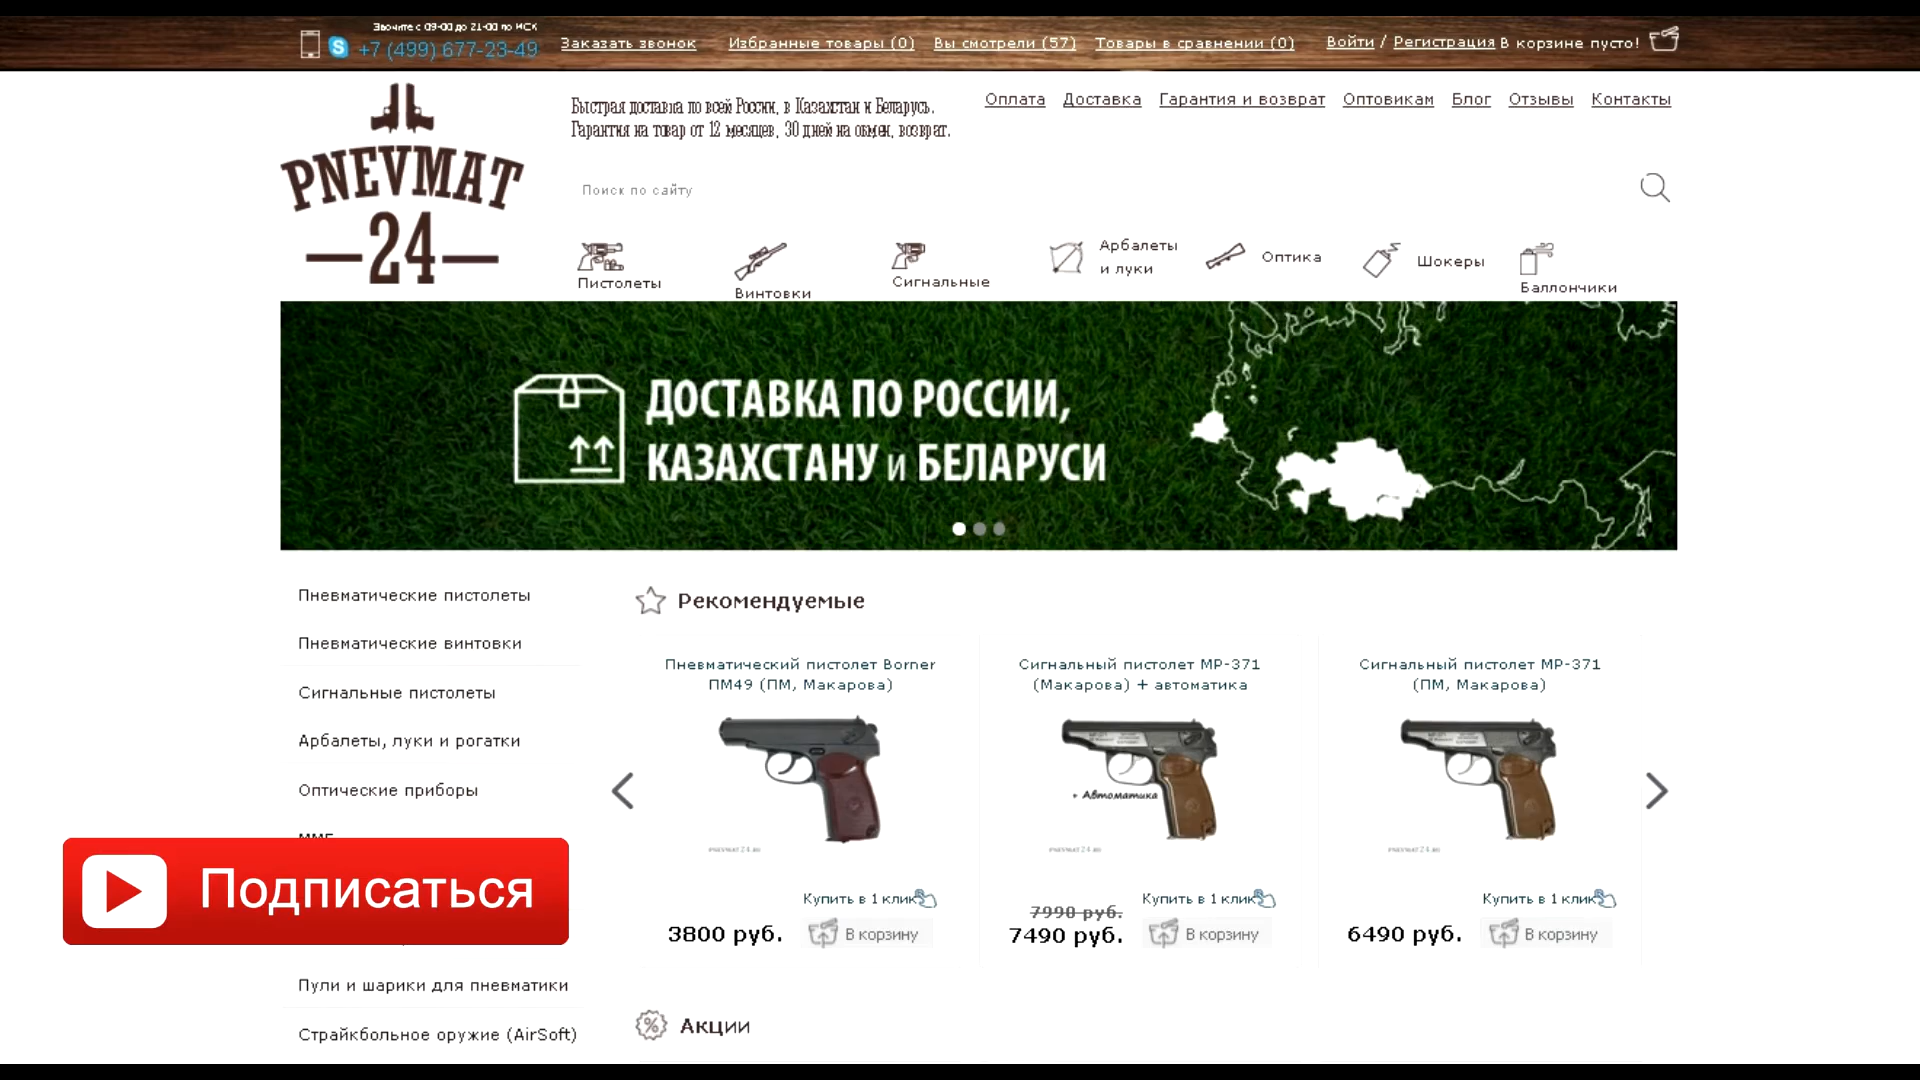 Звоните с 09-00 до 21-00 по МСК
+7 (499) 677-23-49
Заказать звонок
Избранные товары (0)
Вы смотрели (57)
Товары в сравнении (0)
Войти / Регистрация
В корзине пусто!
PNEVMAT
—24—
Быстрая доставка по всей России, в Казахстан и Беларусь.
Гарантия на товар от 12 месяцев, 30 дней на обмен, возврат.
Оплата
Доставка
Гарантия и возврат
Оптовикам
Блог
Отзывы
Контакты
Поиск по сайту
Пистолеты
Винтовки
Сигнальные
Арбалеты
и луки
Оптика
Шокеры
Баллончики
ДОСТАВКА ПО РОССИИ,
КАЗАХСТАНУ и БЕЛАРУСИ
Пневматические пистолеты
Пневматические винтовки
Сигнальные пистолеты
Арбалеты, луки и рогатки
Оптические приборы
Подписаться
Пули и шарики для пневматики
Страйкбольное оружие (AirSoft)
Рекомендуемые
Пневматический пистолет Borner
ПМ49 (ПМ, Макарова)
Купить в 1 клик
3800 руб.
В корзину
Сигнальный пистолет МР-371
(Макарова) + автоматика
+ Автоматика
Купить в 1 клик
7990 руб.
7490 руб.
В корзину
Сигнальный пистолет МР-371
(ПМ, Макарова)
Купить в 1 клик
6490 руб.
В корзину
Акции